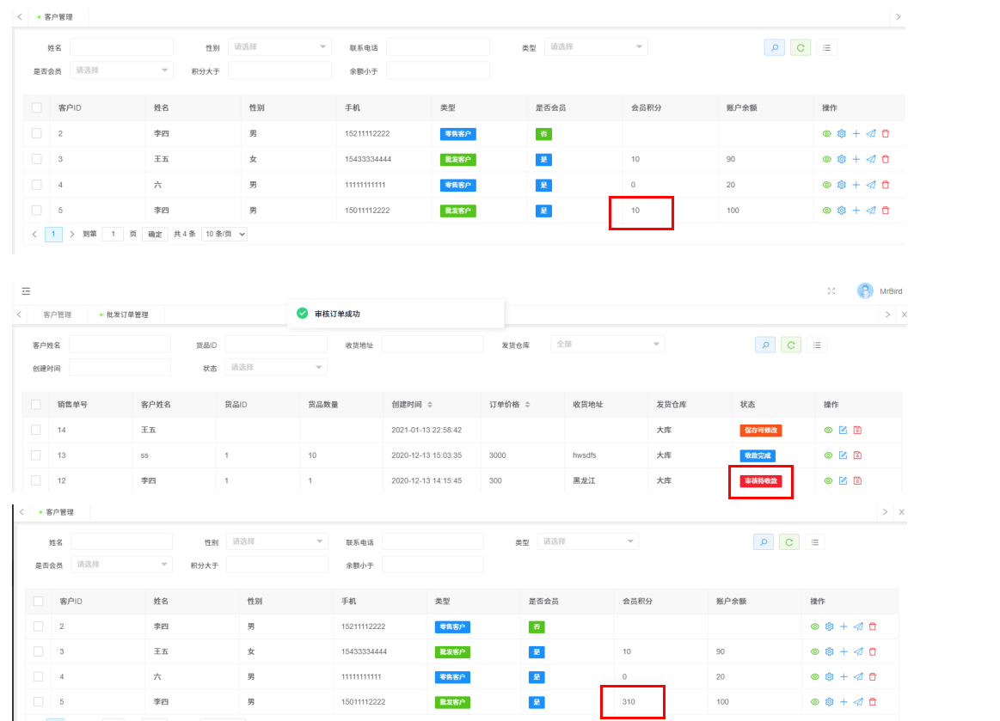 客户管理
姓名 性别 请选择 联系电话 类型 请选择
是否会员 请选择 积分大于 余额小于
客户ID 姓名 性别 手机 类型 是否会员 会员积分 账户余额 操作
2 李四 男 15211112222 零售客户 否
3 王五 女 15433334444 批发客户 是 10 90
4 六 男 11111111111 零售客户 是 0 20
5 李四 男 15011112222 批发客户 是 10 100
1 到第 1 页 确定 共 4 条 10 条/页
MrBird
审核订单成功
客户管理 批发订单管理
客户姓名 货品ID 收货地址 发货仓库 全部
创建时间 状态 请选择
销售单号 客户姓名 货品ID 货品数量 创建时间 订单价格 收货地址 发货仓库 状态 操作
14 王五 2021-01-13 22:58:42 大库 保存可修改
13 ss 1 10 2020-12-13 15:03:35 3000 hwsdfs 大库 收款完成
12 李四 1 1 2020-12-13 14:15:45 300 黑龙江 大库 审核待收款
客户管理
姓名 性别 请选择 联系电话 类型 请选择
是否会员 请选择 积分大于 余额小于
客户ID 姓名 性别 手机 类型 是否会员 会员积分 账户余额 操作
2 李四 男 15211112222 零售客户 否
3 王五 女 15433334444 批发客户 是 10 90
4 六 男 11111111111 零售客户 是 0 20
5 李四 男 15011112222 批发客户 是 310 100